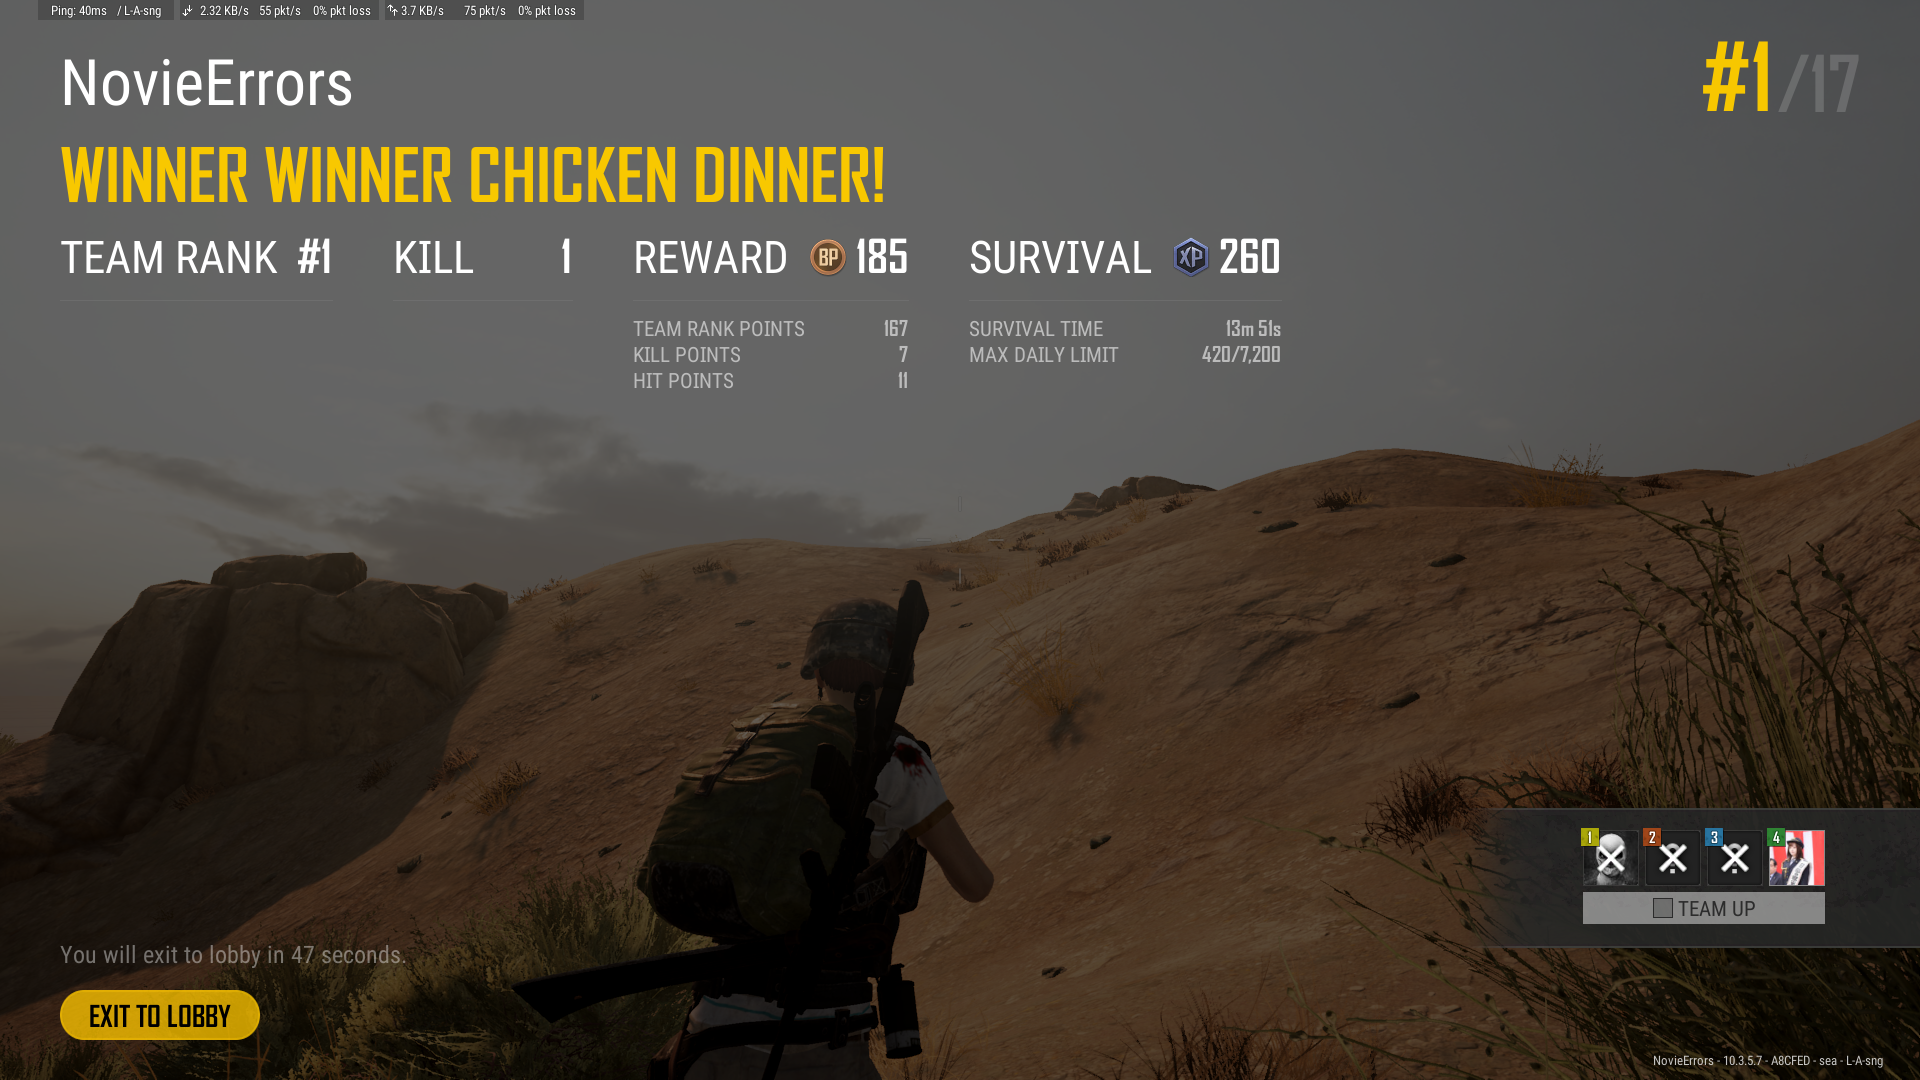 Ping: 40ms / L-A-sng 2.32 KB/s 55 pkt/s 0% pkt loss 3.7 KB/s 75 pkt/s 0% pkt loss
NovieErrors
#1/17
WINNER WINNER CHICKEN DINNER!
TEAM RANK #1 KILL 1 REWARD BP 185 SURVIVAL XP 260
TEAM RANK POINTS 167 SURVIVAL TIME 13m 51s
KILL POINTS 7 MAX DAILY LIMIT 420/7,200
HIT POINTS 11
1 2 3 4
TEAM UP
You will exit to lobby in 47 seconds.
EXIT TO LOBBY
NovieErrors - 10.3.5.7 - A8CFED - sea - L-A-sng